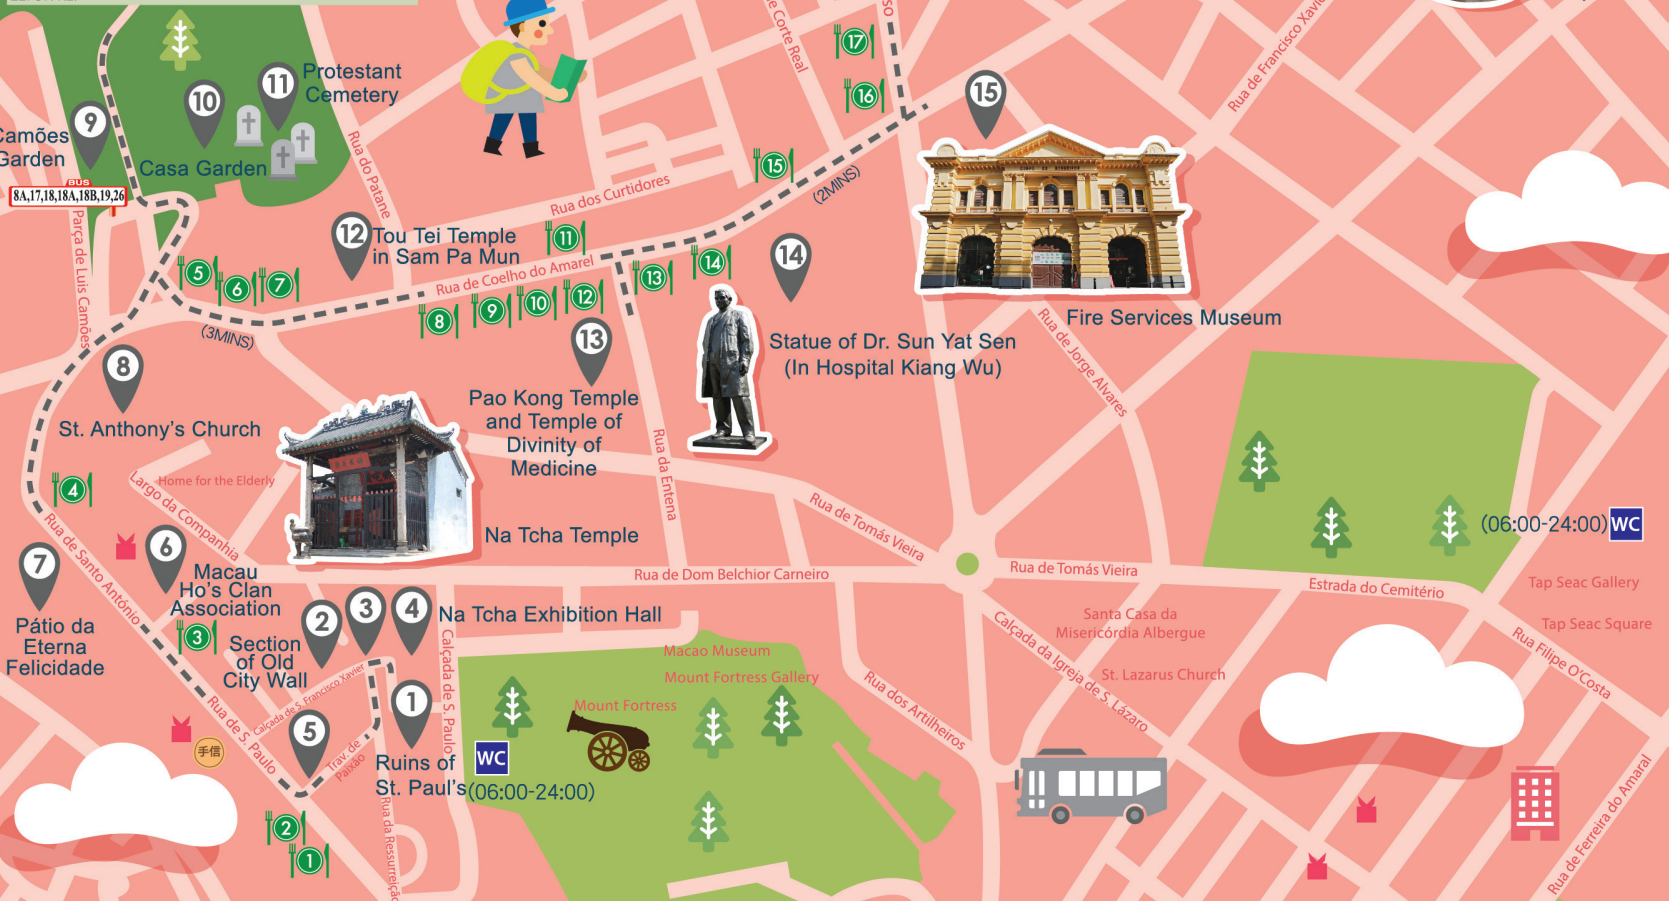 17
e Corte Real
so
Rua de Francisco Xavi
16
15
11
Protestant
Cemetery
10
9
Camões
Garden
Casa Garden
BUS
8A,17,18,18A,18B,19,26
Rua do Patane
15
(2MINS)
Rua dos Curtidores
12
Tou Tei Temple
in Sam Pa Mun
11
Parça de Luis Camões
5
6
7
Rua de Coelho do Amarel
13
14
14
8
9
10
12
(3MINS)
13
Fire Services Museum
Statue of Dr. Sun Yat Sen
(In Hospital Kiang Wu)
Rua de Jorge Alvares
8
St. Anthony's Church
Pao Kong Temple
and Temple of
Divinity of
Medicine
Rua da Entena
4
Home for the Elderly
Largo da Companhia
Na Tcha Temple
Rua de Tomás Vieira
(06:00-24:00)
WC
Rua de Santo António
7
Pátio da
Eterna
Felicidade
6
Macau
Ho's Clan
Association
Rua de Dom Belchior Carneiro
Rua de Tomás Vieira
Estrada do Cemitério
Tap Seac Gallery
Tap Seac Square
Rua Filipe O'Costa
2
3
4
Na Tcha Exhibition Hall
3
Section
of Old
City Wall
Calçada de S. Francisco Xavier
Calçada de S. Paulo
Macao Museum
Mount Fortress Gallery
Mount Fortress
Santa Casa da
Misericórdia Albergue
St. Lazarus Church
Calçada da Igreja de S. Lázaro
Rua dos Artilheiros
Rua de S. Paulo
手信
5
Trav. de
Paixão
1
Ruins of
St. Paul's
WC
(06:00-24:00)
Rua da Ressurreição
2
1
Rua de Ferreira do Amaral